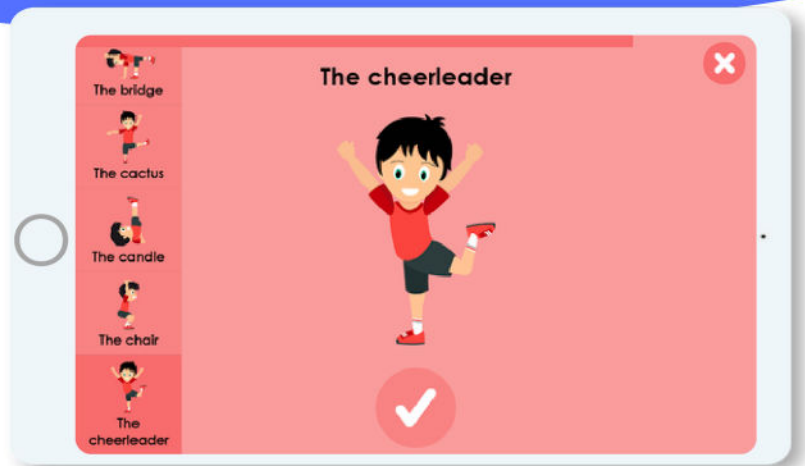 The bridge
The cactus
The candle
The chair
The
cheerleader
The cheerleader